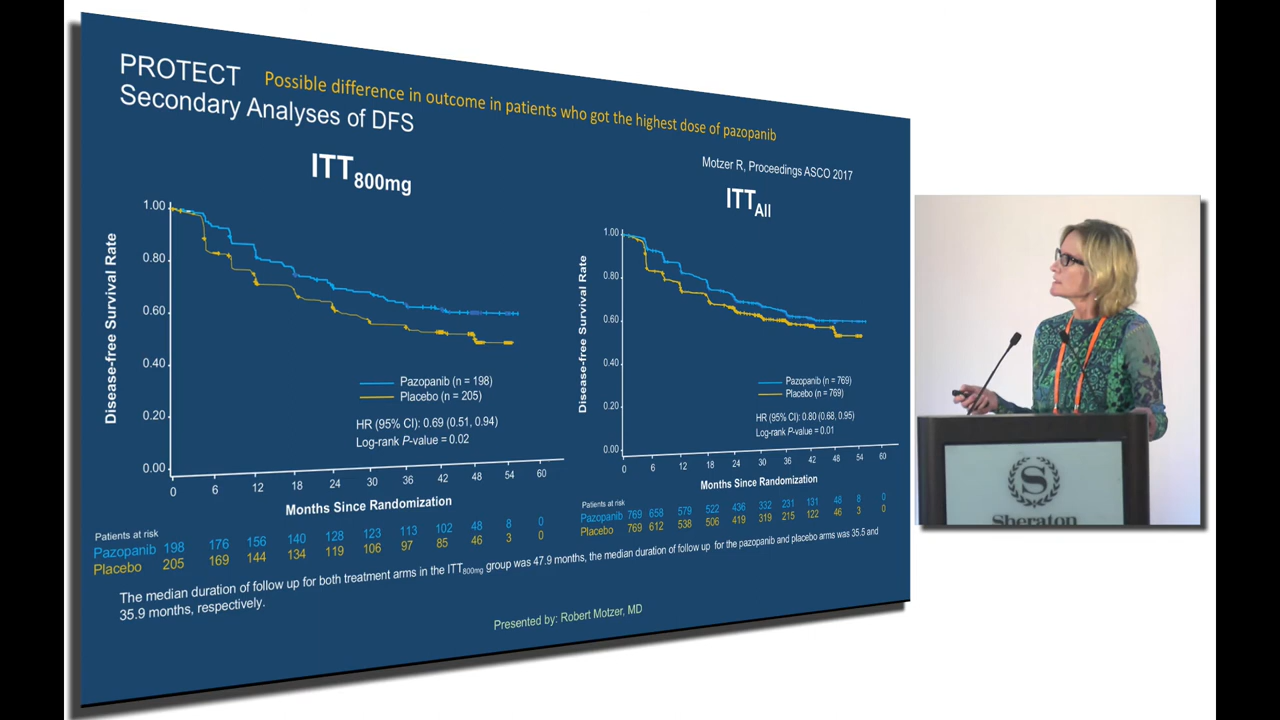 PROTECT Possible difference in outcome in patients who got the highest dose of pazopanib
Secondary Analyses of DFS
Motzer R, Proceedings ASCO 2017
ITT800mg
Disease-free Survival Rate
1.00
0.80
0.60
0.40
0.20
0.00
Pazopanib (n = 198)
Placebo (n = 205)
HR (95% CI): 0.69 (0.51, 0.94)
Log-rank P-value = 0.02
0 6 12 18 24 30 36 42 48 54 60
Months Since Randomization
Patients at risk
Pazopanib 198 176 156 140 128 123 113 102 48 8 0
Placebo 205 169 144 134 119 106 97 85 46 3 0
ITTAll
Disease-free Survival Rate
1.00
0.80
0.60
0.40
0.20
0.00
Pazopanib (n = 769)
Placebo (n = 769)
HR (95% CI): 0.80 (0.68, 0.95)
Log-rank P-value = 0.01
0 6 12 18 24 30 36 42 48 54 60
Months Since Randomization
Patients at risk
Pazopanib 769 658 579 522 436 332 231 131 48 8 0
Placebo 769 612 538 506 419 319 215 122 46 3 0
The median duration of follow up for both treatment arms in the ITT800mg group was 47.9 months, the median duration of follow up for the pazopanib and placebo arms was 35.5 and
35.9 months, respectively.
Presented by: Robert Motzer, MD
S
Sheraton